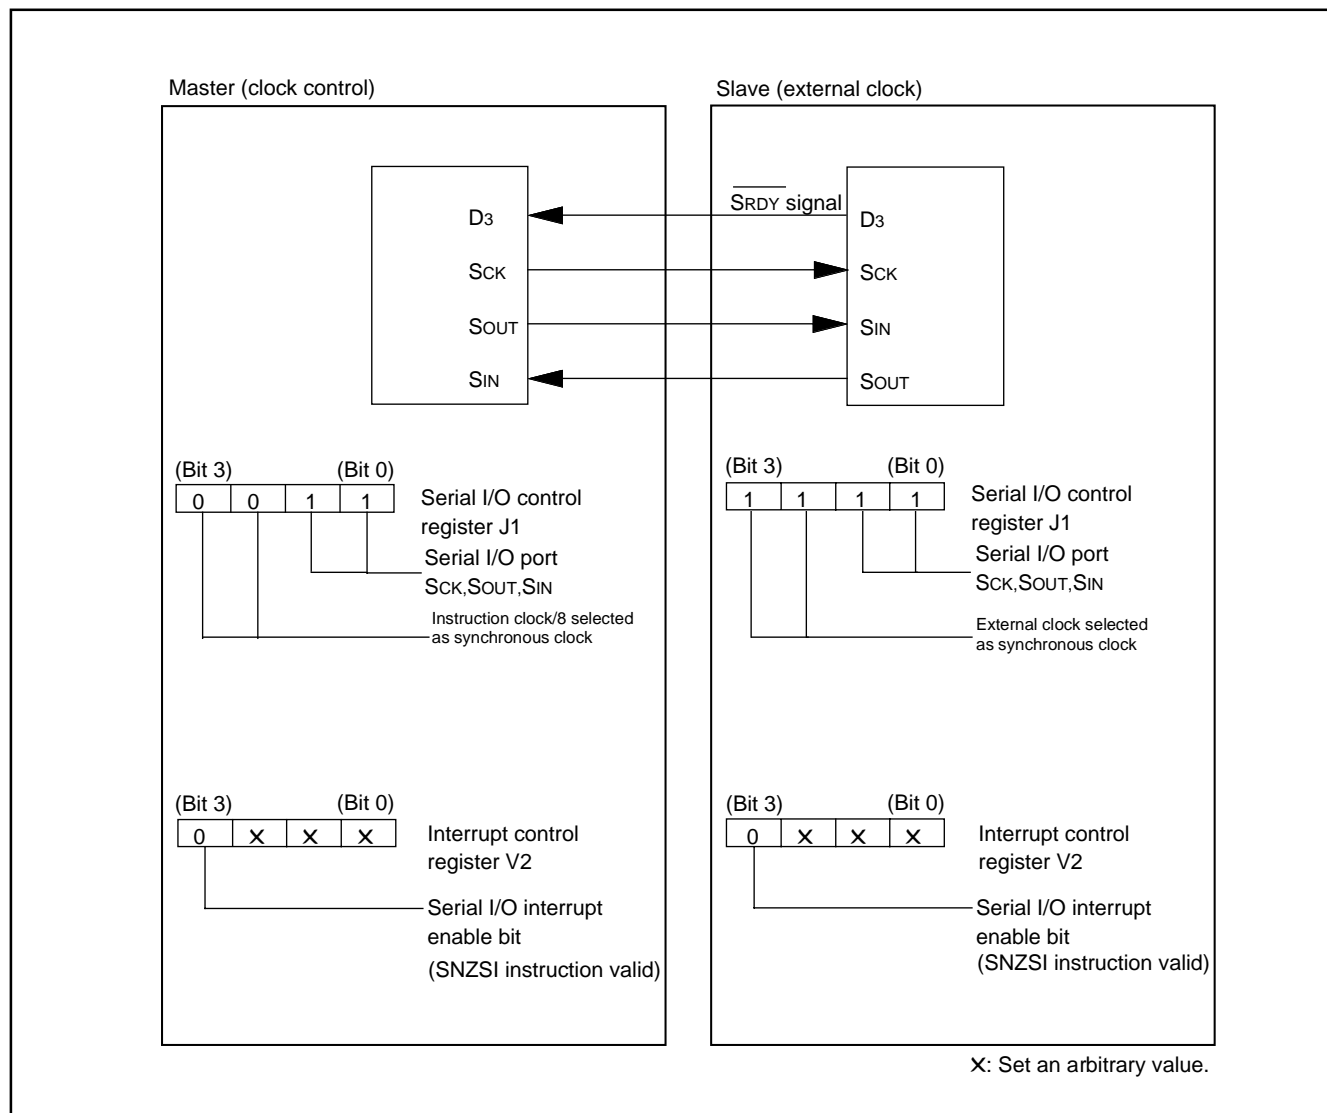 Master (clock control)
D3
SCK
SOUT
SIN
(Bit 3) (Bit 0)
0 0 1 1
Serial I/O control
register J1
Serial I/O port
SCK,SOUT,SIN
Instruction clock/8 selected
as synchronous clock
(Bit 3) (Bit 0)
0 X X X
Interrupt control
register V2
Serial I/O interrupt
enable bit
(SNZSI instruction valid)
Slave (external clock)
SRDY signal
D3
SCK
SIN
SOUT
(Bit 3) (Bit 0)
1 1 1 1
Serial I/O control
register J1
Serial I/O port
SCK,SOUT,SIN
External clock selected
as synchronous clock
(Bit 3) (Bit 0)
0 X X X
Interrupt control
register V2
Serial I/O interrupt
enable bit
(SNZSI instruction valid)
X: Set an arbitrary value.